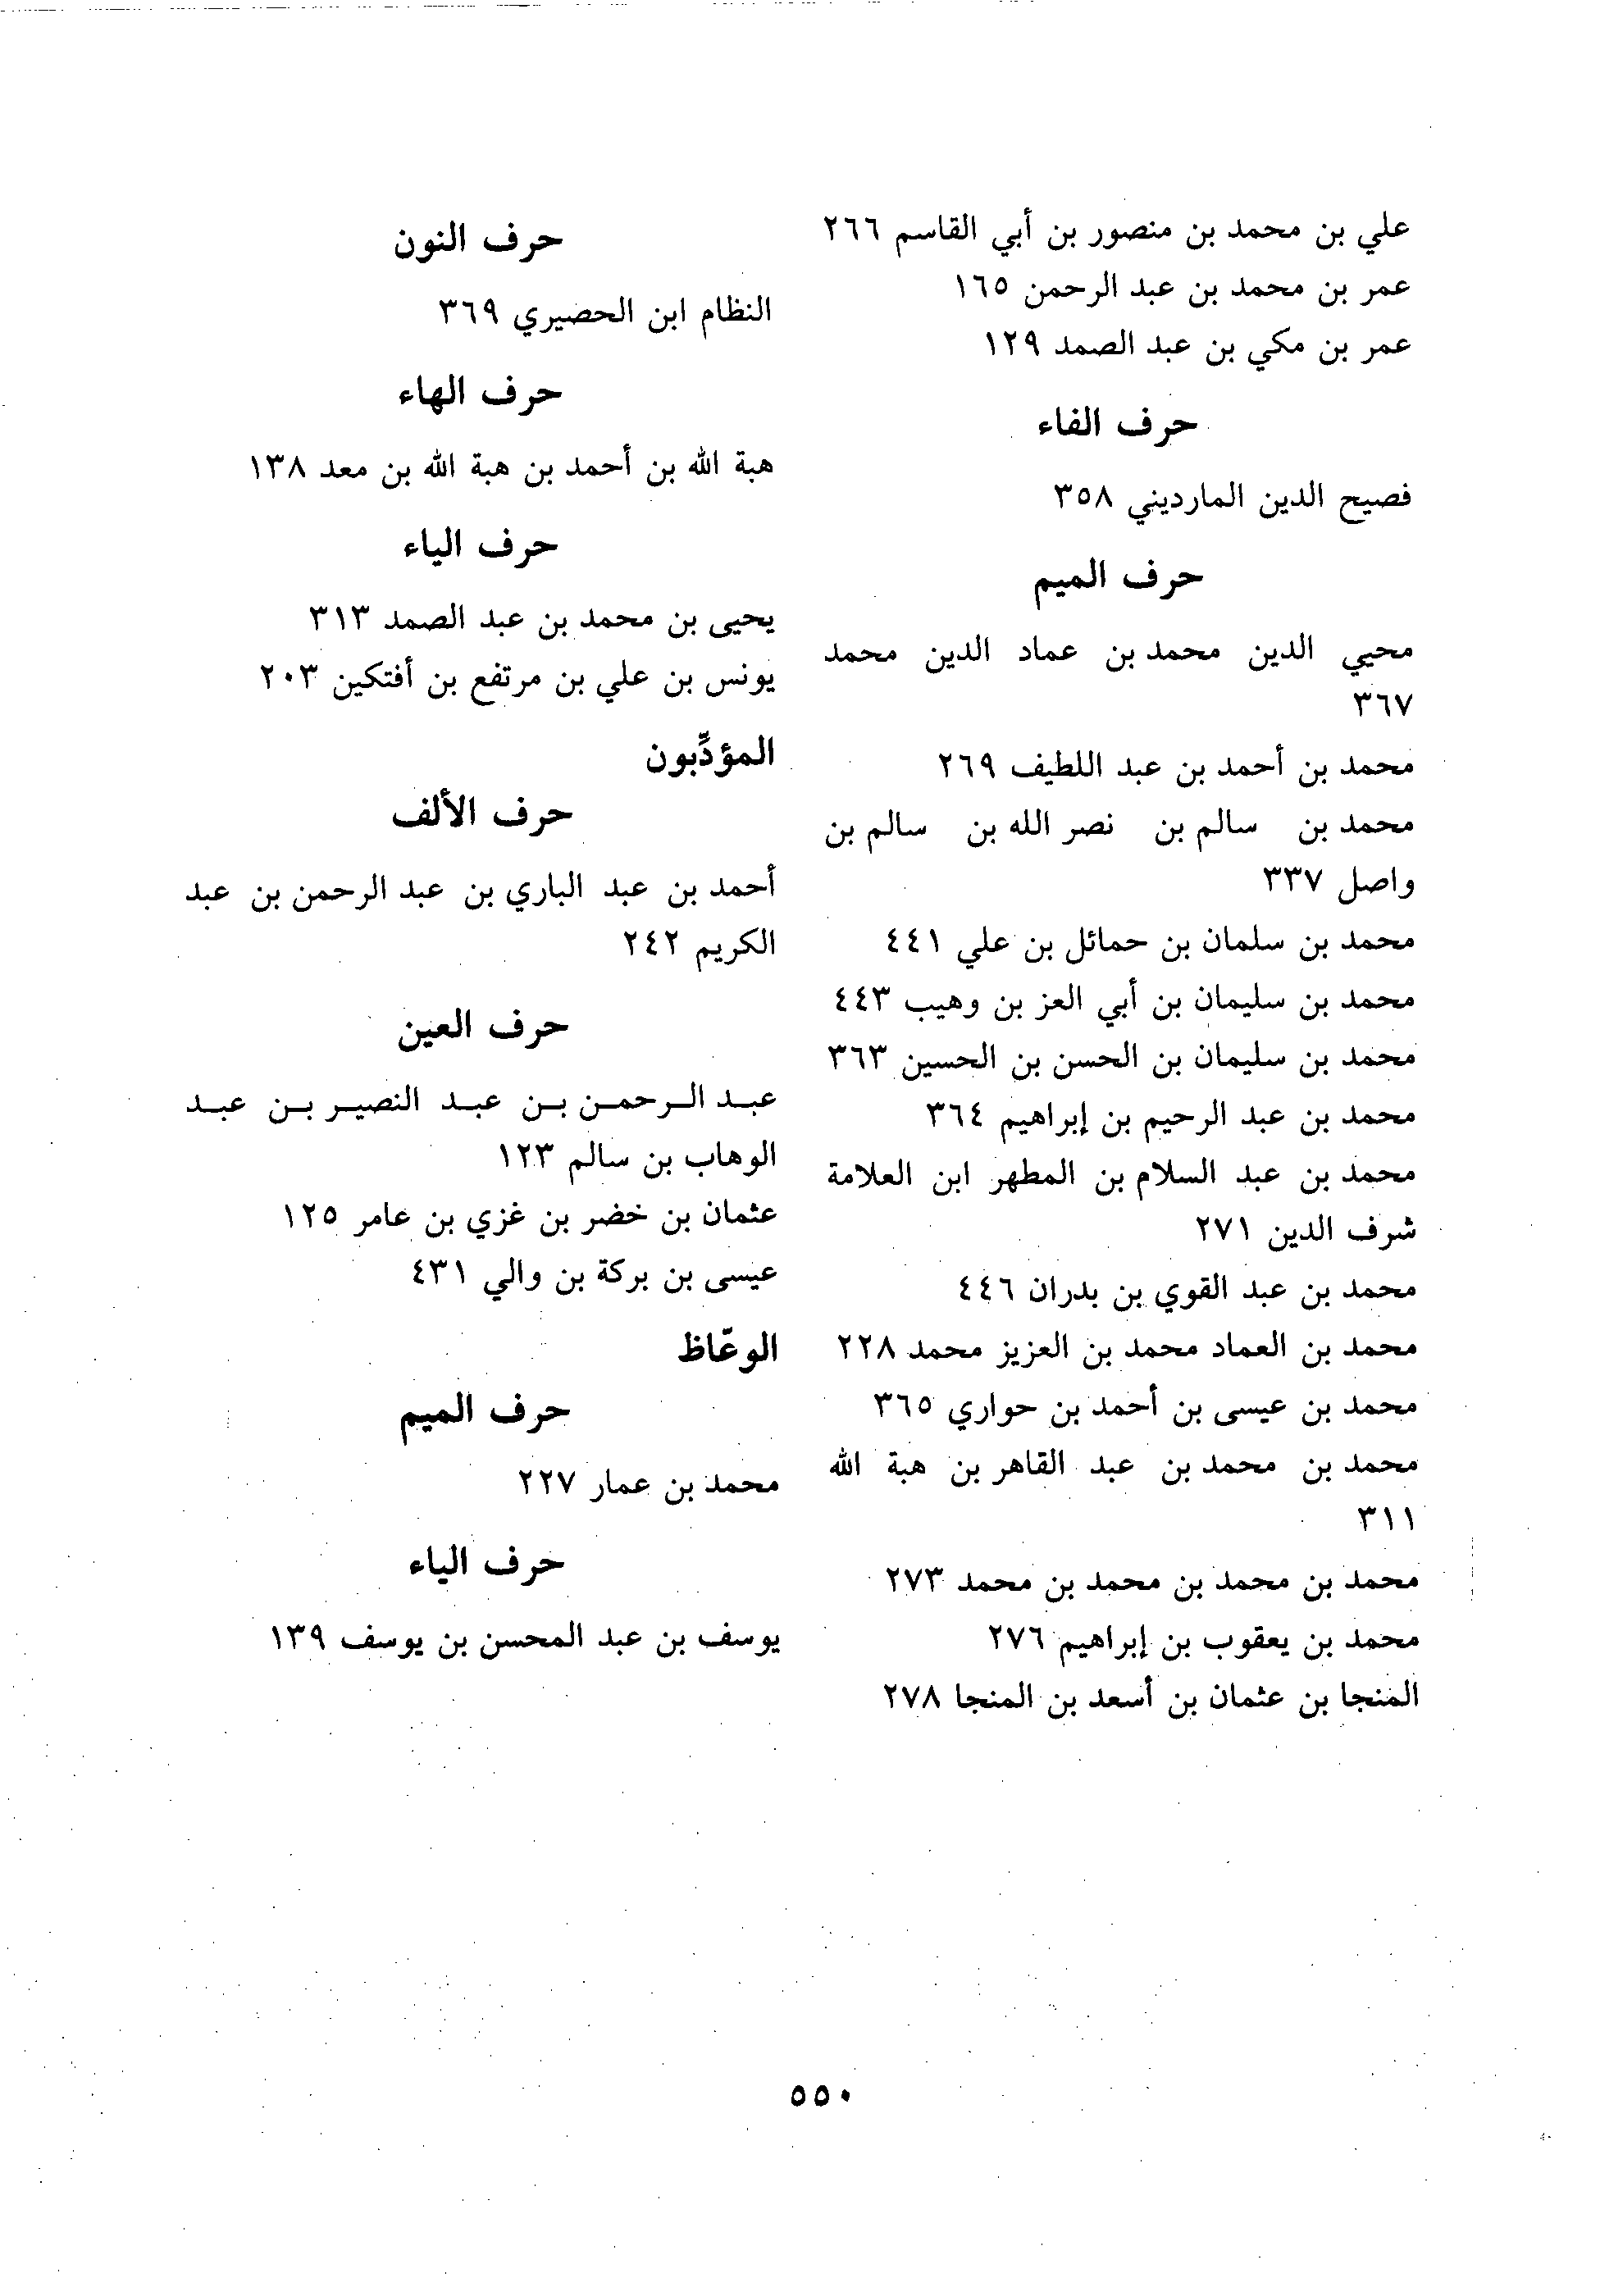 علي بن محمد بن منصور بن أبي القاسم ٢٦٦
عمر بن محمد بن عبد الرحمن ١٦٥
عمر بن مكي بن عبد الصمد ١٢٩
حرف الفاء
فصيح الدين المارديني ٣٥٨
حرف الميم
محيي الدين محمد بن عماد الدين محمد
٣٦٧
محمد بن أحمد بن عبد اللطيف ٢٦٩
محمد بن سالم بن نصر الله بن سالم بن
واصل ٣٣٧
محمد بن سلمان بن حمائل بن علي ٤٤١
محمد بن سليمان بن أبي العز بن وهيب ٤٤٣
محمد بن سليمان بن الحسن بن الحسين ٣٦٣
محمد بن عبد الرحيم بن إبراهيم ٣٦٤
محمد بن عبد السلام بن المطهر ابن العلامة
شرف الدين ٢٧١
محمد بن عبد القوي بن بدران ٤٤٦
محمد بن العماد محمد بن العزيز محمد ٢٢٨
محمد بن عيسى بن أحمد بن حواري ٣٦٥
محمد بن محمد بن عبد القاهر بن هبة الله
٣١١
محمد بن محمد بن محمد بن محمد ٢٧٣
محمد بن يعقوب بن إبراهيم ٢٧٦
المنجا بن عثمان بن أسعد بن المنجا ٢٧٨
حرف النون
النظام ابن الحصيري ٣٦٩
حرف الهاء
هبة الله بن أحمد بن هبة الله بن معد ١٣٨
حرف الياء
يحيى بن محمد بن عبد الصمد ٣١٣
يونس بن علي بن مرتفع بن أفتكين ٢٠٣
المؤدِّبون
حرف الألف
أحمد بن عبد الباري بن عبد الرحمن بن عبد
الكريم ٢٤٢
حرف العين
عبد الرحمن بن عبد النصير بن عبد
الوهاب بن سالم ١٢٣
عثمان بن خضر بن غزي بن عامر ١٢٥
عيسى بن بركة بن والي ٤٣١
الوعّاظ
حرف الميم
محمد بن عمار ٢٢٧
حرف الياء
يوسف بن عبد المحسن بن يوسف ١٣٩
٥٥٠